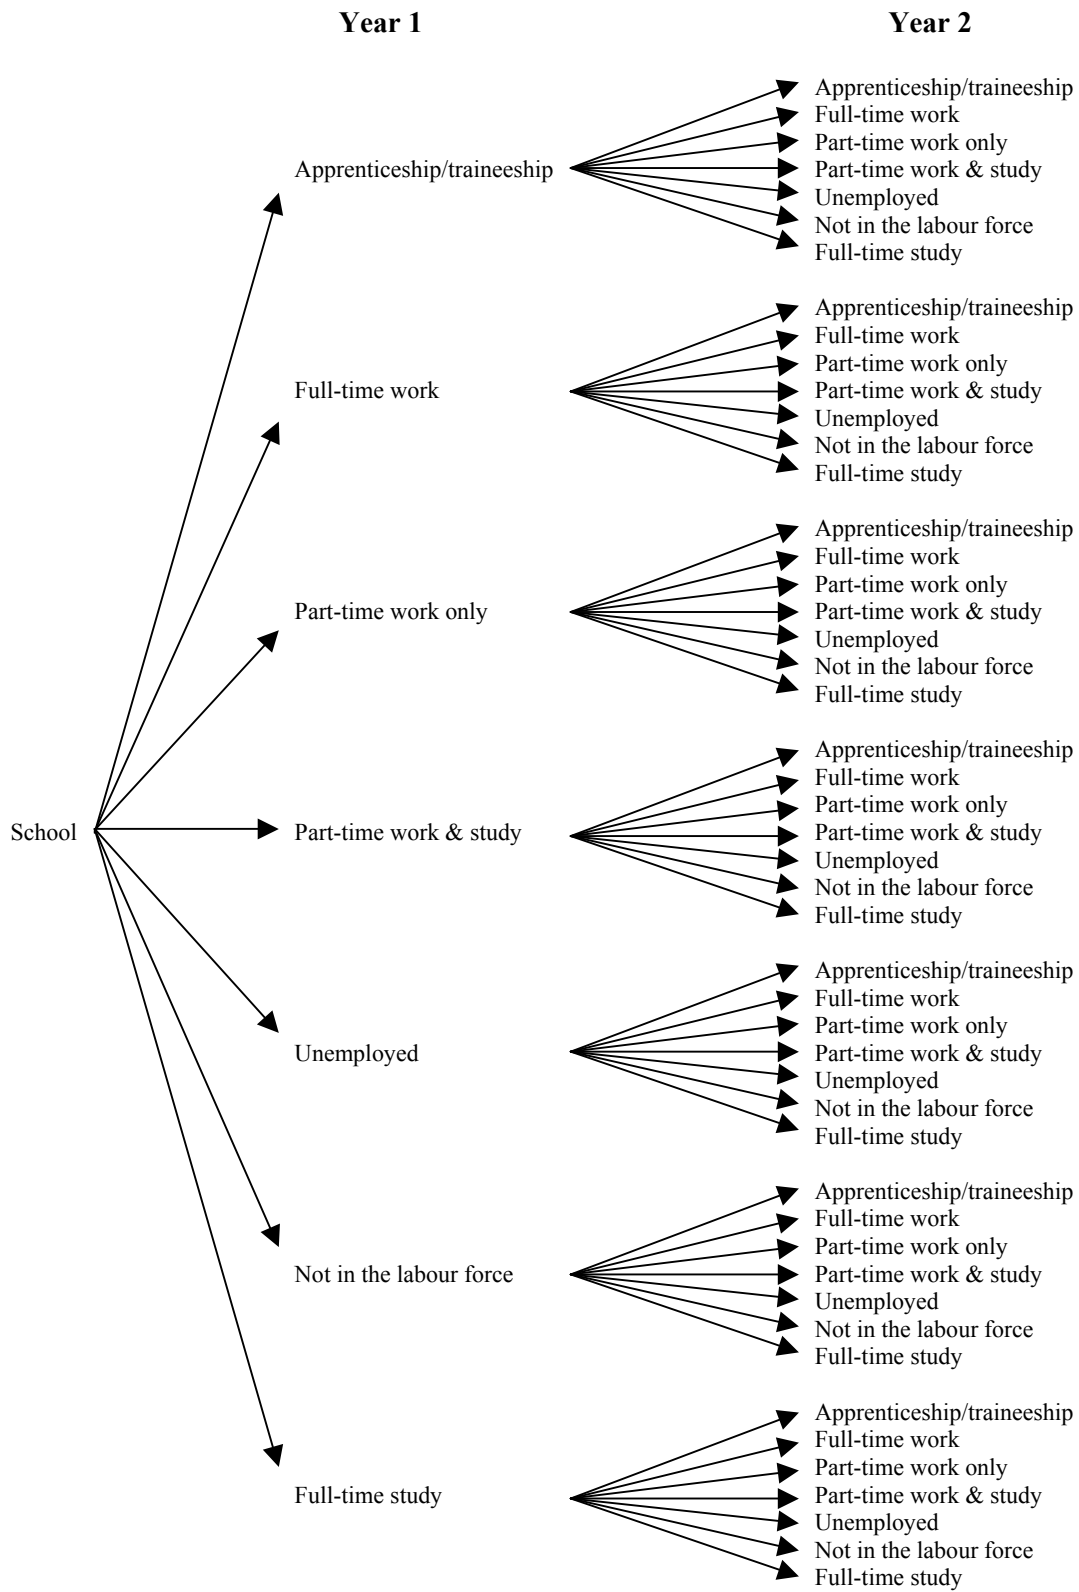 Year 1
Year 2
Apprenticeship/traineeship
Apprenticeship/traineeship
Full-time work
Part-time work only
Part-time work & study
Unemployed
Not in the labour force
Full-time study
Full-time work
Apprenticeship/traineeship
Full-time work
Part-time work only
Part-time work & study
Unemployed
Not in the labour force
Full-time study
Part-time work only
Apprenticeship/traineeship
Full-time work
Part-time work only
Part-time work & study
Unemployed
Not in the labour force
Full-time study
School
Part-time work & study
Apprenticeship/traineeship
Full-time work
Part-time work only
Part-time work & study
Unemployed
Not in the labour force
Full-time study
Unemployed
Apprenticeship/traineeship
Full-time work
Part-time work only
Part-time work & study
Unemployed
Not in the labour force
Full-time study
Not in the labour force
Apprenticeship/traineeship
Full-time work
Part-time work only
Part-time work & study
Unemployed
Not in the labour force
Full-time study
Full-time study
Apprenticeship/traineeship
Full-time work
Part-time work only
Part-time work & study
Unemployed
Not in the labour force
Full-time study